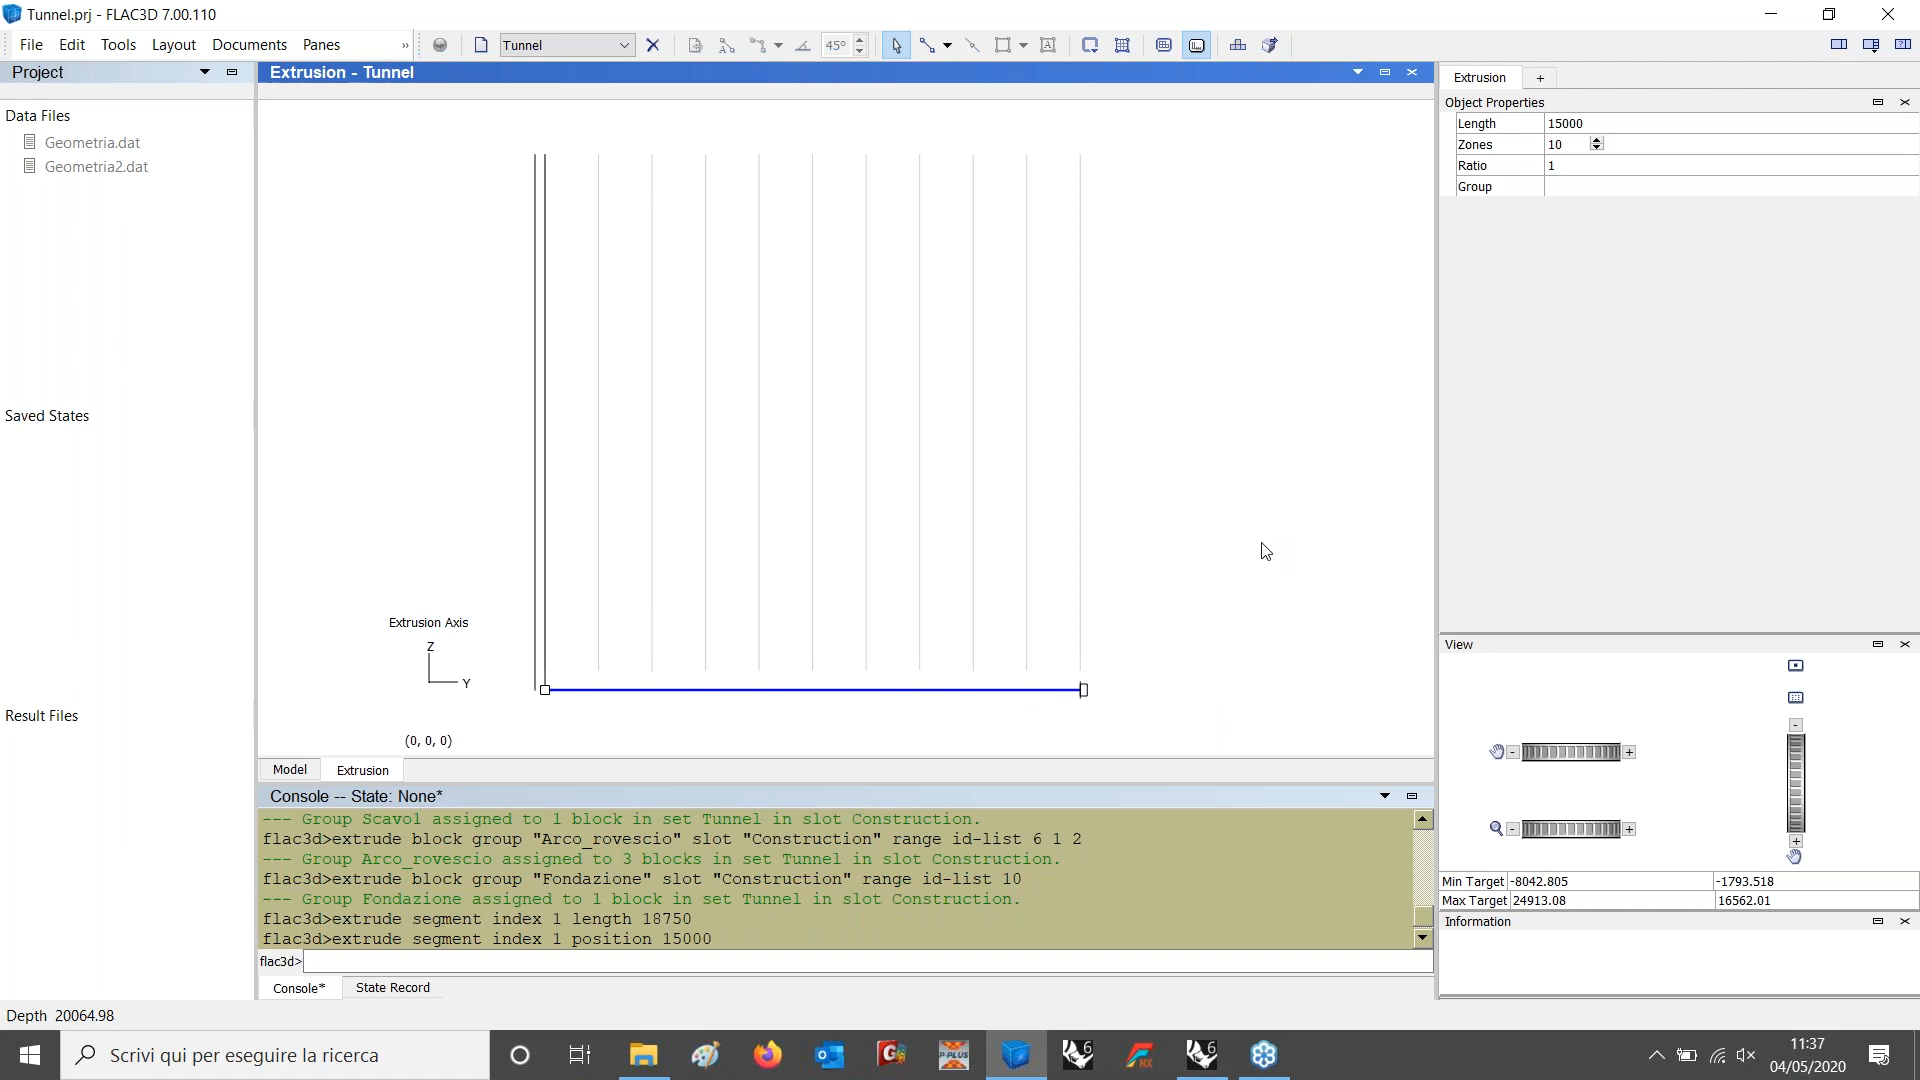 Tunnel.prj - FLAC3D 7.00.110
File Edit Tools Layout Documents Panes » Tunnel 45°
Project
Extrusion - Tunnel
Data Files
Geometria.dat
Geometria2.dat
Saved States
Result Files
Extrusion Axis
Z
Y
(0, 0, 0)
Model Extrusion
Console -- State: None*
--- Group Scavo1 assigned to 1 block in set Tunnel in slot Construction.
flac3d>extrude block group "Arco_rovescio" slot "Construction" range id-list 6 1 2
--- Group Arco_rovescio assigned to 3 blocks in set Tunnel in slot Construction.
flac3d>extrude block group "Fondazione" slot "Construction" range id-list 10
--- Group Fondazione assigned to 1 block in set Tunnel in slot Construction.
flac3d>extrude segment index 1 length 18750
flac3d>extrude segment index 1 position 15000
flac3d>
Console* State Record
Extrusion +
Object Properties
Length 15000
Zones 10
Ratio 1
Group
View
- +
- +
-
+
Min Target -8042.805 -1793.518
Max Target 24913.08 16562.01
Information
Depth 20064.98
Scrivi qui per eseguire la ricerca
P-PLUS
6
NX
6
11:37
04/05/2020